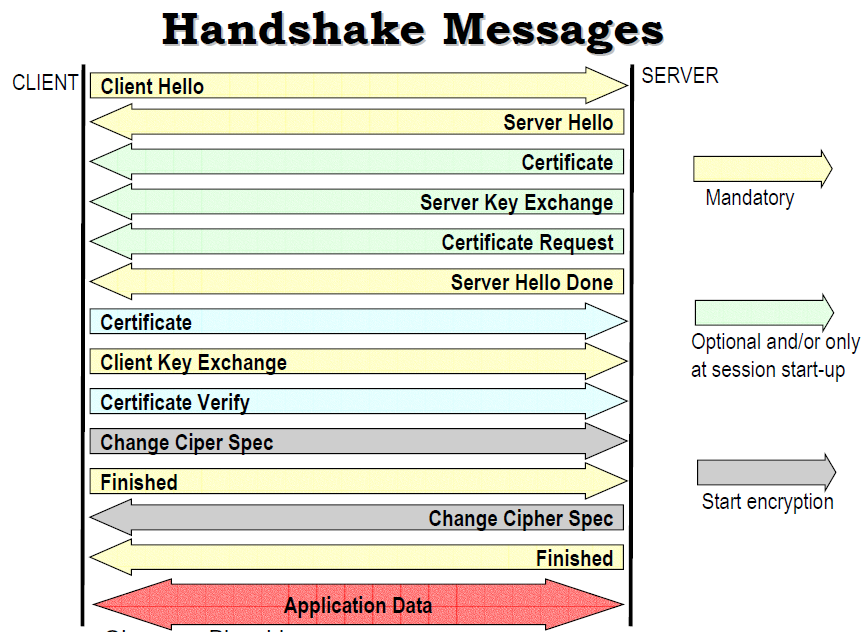 Handshake Messages
CLIENT
SERVER
Client Hello
Server Hello
Certificate
Server Key Exchange
Certificate Request
Server Hello Done
Certificate
Client Key Exchange
Certificate Verify
Change Ciper Spec
Finished
Change Cipher Spec
Finished
Application Data
Mandatory
Optional and/or only
at session start-up
Start encryption